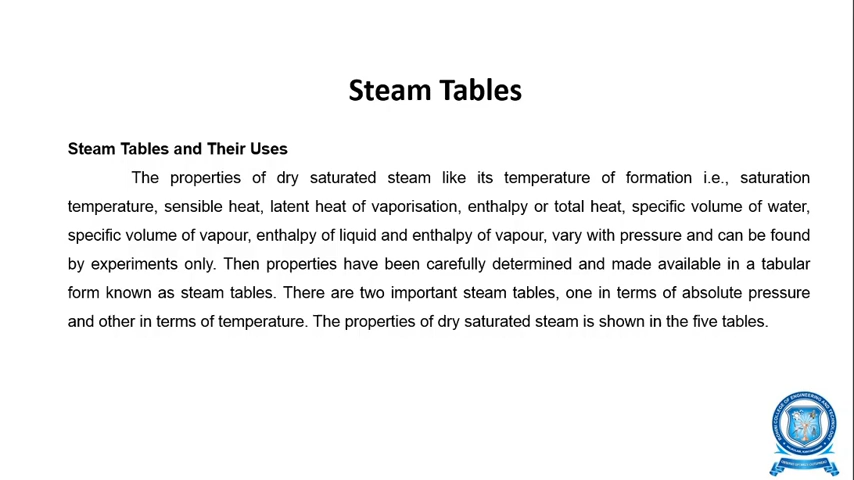 Steam Tables
Steam Tables and Their Uses
The properties of dry saturated steam like its temperature of formation i.e., saturation
temperature, sensible heat, latent heat of vaporisation, enthalpy or total heat, specific volume of water,
specific volume of vapour, enthalpy of liquid and enthalpy of vapour, vary with pressure and can be found
by experiments only. Then properties have been carefully determined and made available in a tabular
form known as steam tables. There are two important steam tables, one in terms of absolute pressure
and other in terms of temperature. The properties of dry saturated steam is shown in the five tables.
COLLEGE OF ENGINEERING AND TECHNOLOGY